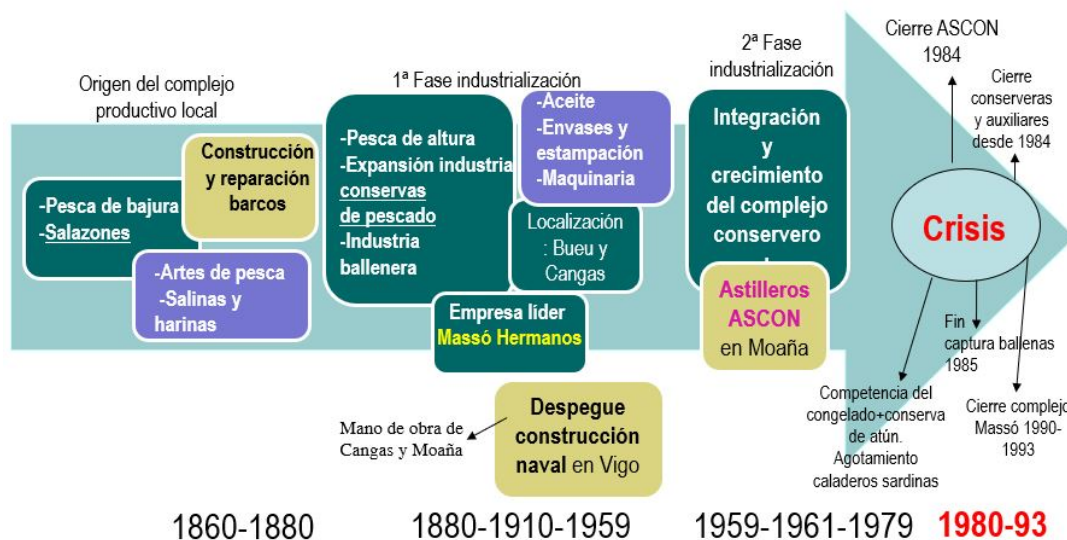 Origen del complejo
productivo local
Construcción
y reparación
barcos
-Pesca de bajura
-Salazones
-Artes de pesca
-Salinas y
harinas
1ª Fase
industrialización
-Pesca de altura
-Expansión industria
conservas
de pescado
-Industria
ballenera
-Aceite
-Envases y
estampación
-Maquinaria
Localización
: Bueu y
Cangas
Empresa líder
Massó Hermanos
Mano de obra de
Cangas y Moaña
Despegue
construcción
naval en Vigo
2ª Fase
industrialización
Integración
y
crecimiento
del complejo
conservero
Astilleros
ASCON
en Moaña
Cierre ASCON
1984
Cierre
conserveras
y auxiliares
desde 1984
Crisis
Fin
captura ballenas
1985
Competencia del
congelado+conserva
de atún.
Agotamiento
caladeros sardinas
Cierre complejo
Massó 1990-
1993
1860-1880
1880-1910-1959
1959-1961-1979
1980-93